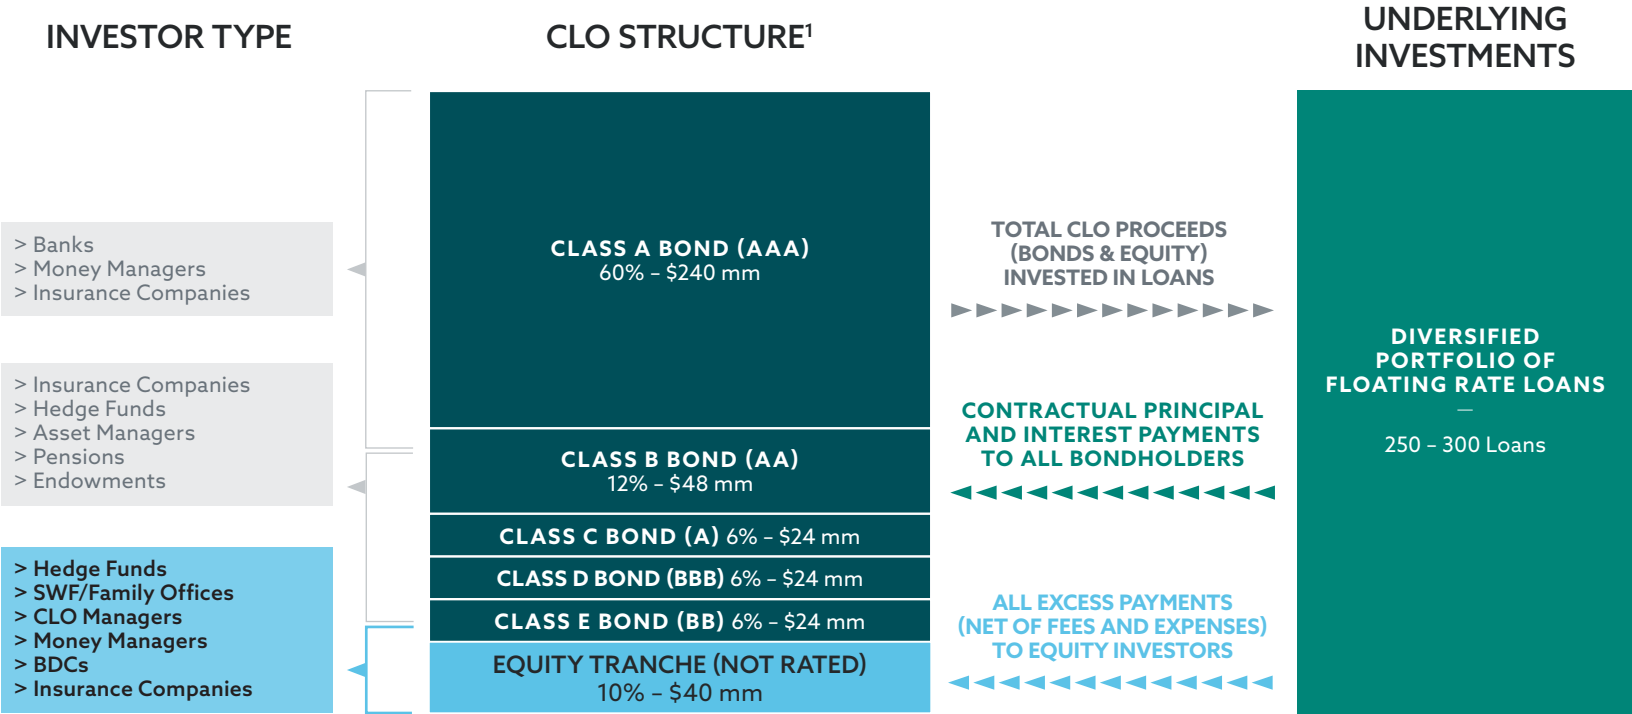 INVESTOR TYPE
CLO STRUCTURE¹
UNDERLYING
INVESTMENTS
> Banks
> Money Managers
> Insurance Companies
> Insurance Companies
> Hedge Funds
> Asset Managers
> Pensions
> Endowments
> Hedge Funds
> SWF/Family Offices
> CLO Managers
> Money Managers
> BDCs
> Insurance Companies
CLASS A BOND (AAA)
60% – $240 mm
CLASS B BOND (AA)
12% – $48 mm
CLASS C BOND (A) 6% – $24 mm
CLASS D BOND (BBB) 6% – $24 mm
CLASS E BOND (BB) 6% – $24 mm
EQUITY TRANCHE (NOT RATED)
10% – $40 mm
TOTAL CLO PROCEEDS
(BONDS & EQUITY)
INVESTED IN LOANS
CONTRACTUAL PRINCIPAL
AND INTEREST PAYMENTS
TO ALL BONDHOLDERS
ALL EXCESS PAYMENTS
(NET OF FEES AND EXPENSES)
TO EQUITY INVESTORS
DIVERSIFIED
PORTFOLIO OF
FLOATING RATE LOANS
—
250 – 300 Loans